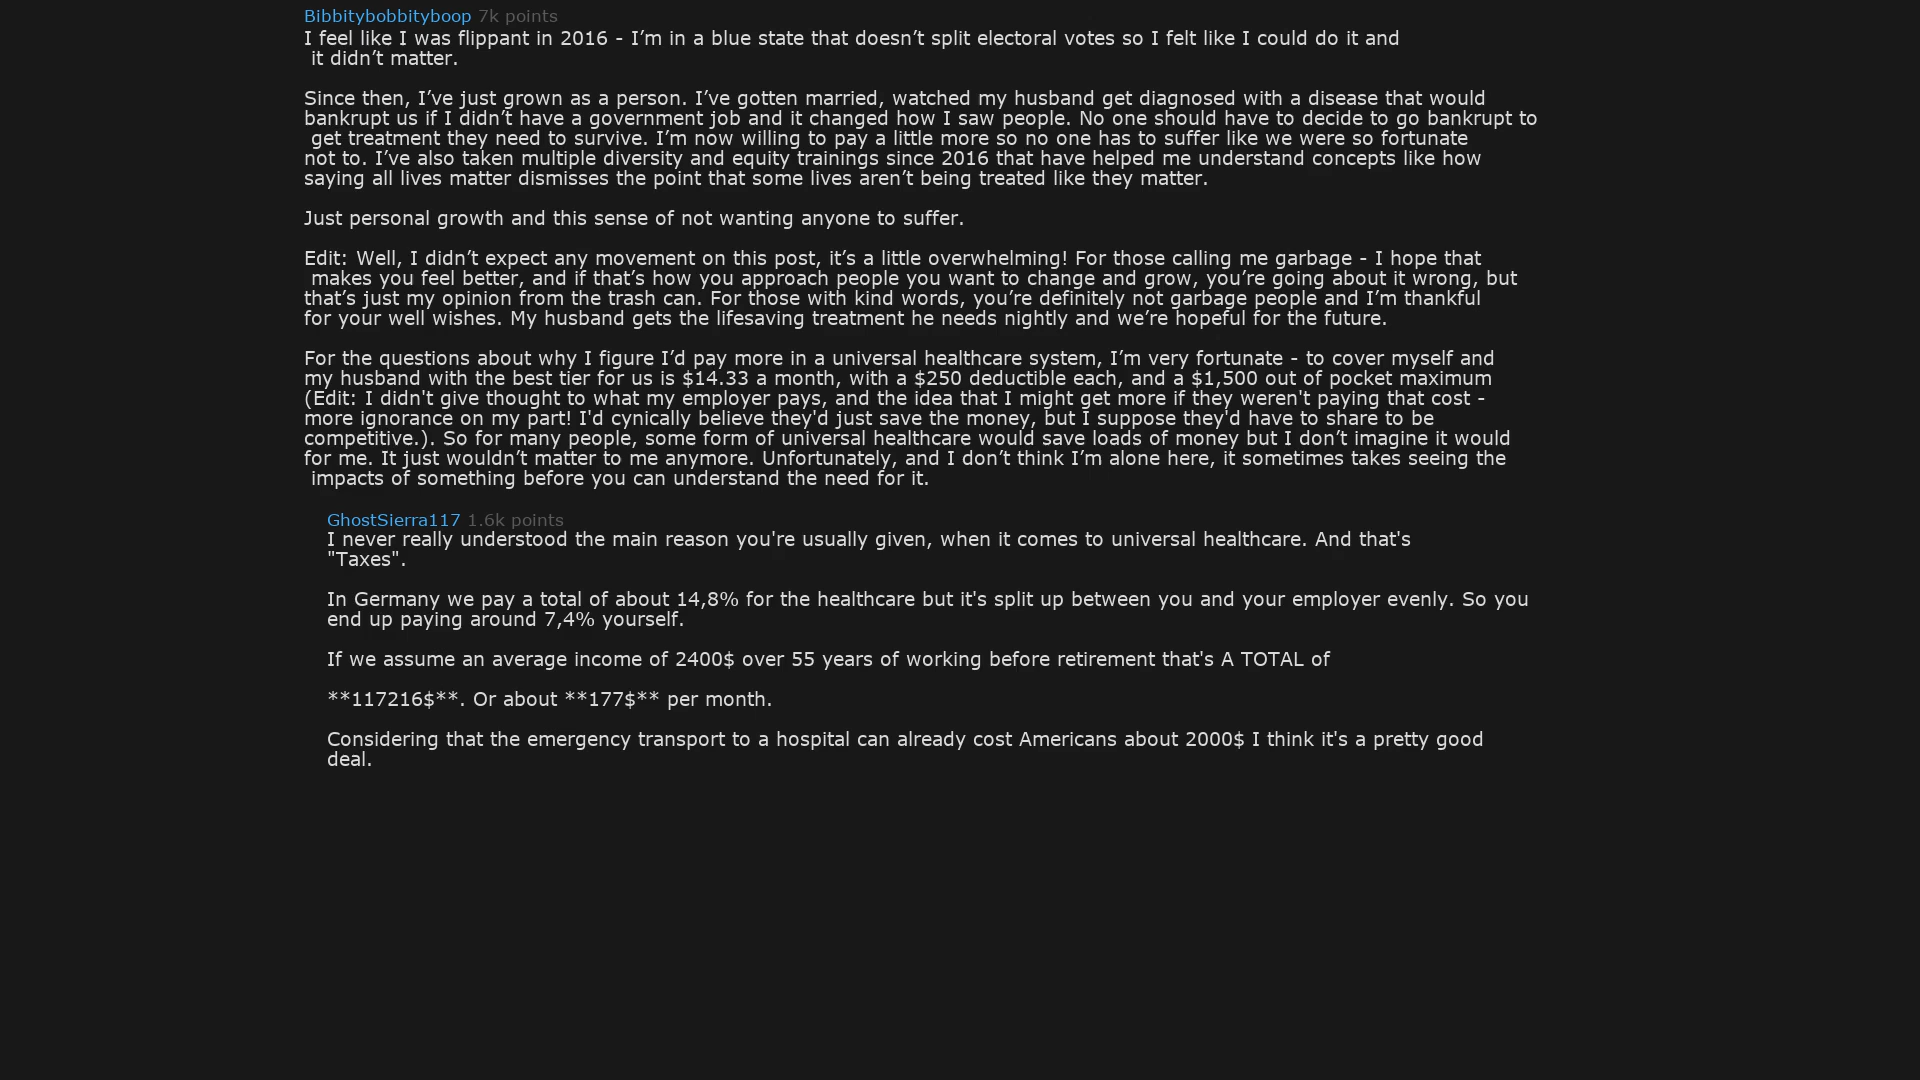 Bibbitybobbityboop 7k points
I feel like I was flippant in 2016 - I’m in a blue state that doesn’t split electoral votes so I felt like I could do it and
it didn’t matter.
Since then, I’ve just grown as a person. I’ve gotten married, watched my husband get diagnosed with a disease that would
bankrupt us if I didn’t have a government job and it changed how I saw people. No one should have to decide to go bankrupt to
get treatment they need to survive. I’m now willing to pay a little more so no one has to suffer like we were so fortunate
not to. I’ve also taken multiple diversity and equity trainings since 2016 that have helped me understand concepts like how
saying all lives matter dismisses the point that some lives aren’t being treated like they matter.
Just personal growth and this sense of not wanting anyone to suffer.
Edit: Well, I didn’t expect any movement on this post, it’s a little overwhelming! For those calling me garbage - I hope that
makes you feel better, and if that’s how you approach people you want to change and grow, you’re going about it wrong, but
that’s just my opinion from the trash can. For those with kind words, you’re definitely not garbage people and I’m thankful
for your well wishes. My husband gets the lifesaving treatment he needs nightly and we’re hopeful for the future.
For the questions about why I figure I’d pay more in a universal healthcare system, I’m very fortunate - to cover myself and
my husband with the best tier for us is $14.33 a month, with a $250 deductible each, and a $1,500 out of pocket maximum
(Edit: I didn't give thought to what my employer pays, and the idea that I might get more if they weren't paying that cost -
more ignorance on my part! I'd cynically believe they'd just save the money, but I suppose they'd have to share to be
competitive.). So for many people, some form of universal healthcare would save loads of money but I don’t imagine it would
for me. It just wouldn’t matter to me anymore. Unfortunately, and I don’t think I’m alone here, it sometimes takes seeing the
impacts of something before you can understand the need for it.
GhostSierra117 1.6k points
I never really understood the main reason you're usually given, when it comes to universal healthcare. And that's
"Taxes".
In Germany we pay a total of about 14,8% for the healthcare but it's split up between you and your employer evenly. So you
end up paying around 7,4% yourself.
If we assume an average income of 2400$ over 55 years of working before retirement that's A TOTAL of
**117216$**. Or about **177$** per month.
Considering that the emergency transport to a hospital can already cost Americans about 2000$ I think it's a pretty good
deal.